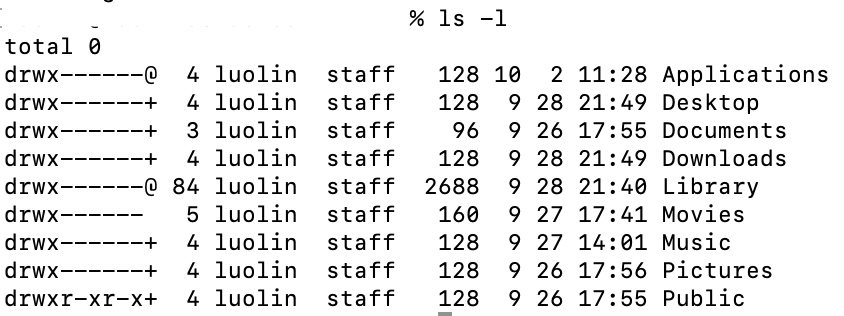 % ls -l
total 0
drwx------@  4 luolin  staff   128 10  2 11:28 Applications
drwx------+  4 luolin  staff   128  9 28 21:49 Desktop
drwx------+  3 luolin  staff    96  9 26 17:55 Documents
drwx------+  4 luolin  staff   128  9 28 21:49 Downloads
drwx------@ 84 luolin  staff  2688  9 28 21:40 Library
drwx------   5 luolin  staff   160  9 27 17:41 Movies
drwx------+  4 luolin  staff   128  9 27 14:01 Music
drwx------+  4 luolin  staff   128  9 26 17:56 Pictures
drwxr-xr-x+  4 luolin  staff   128  9 26 17:55 Public